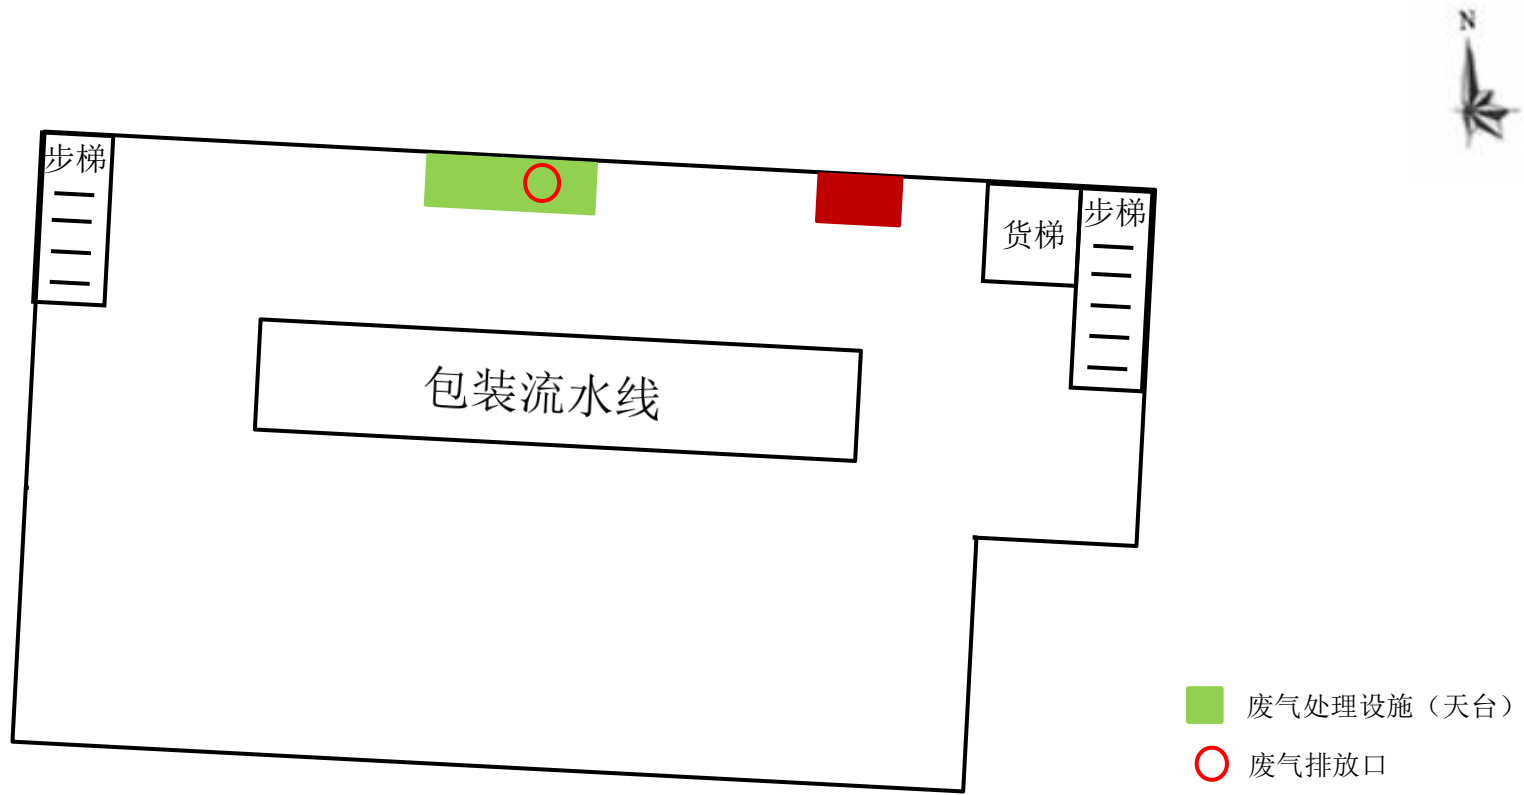 N
步梯
步梯
货梯
包装流水线
废气处理设施（天台）
废气排放口